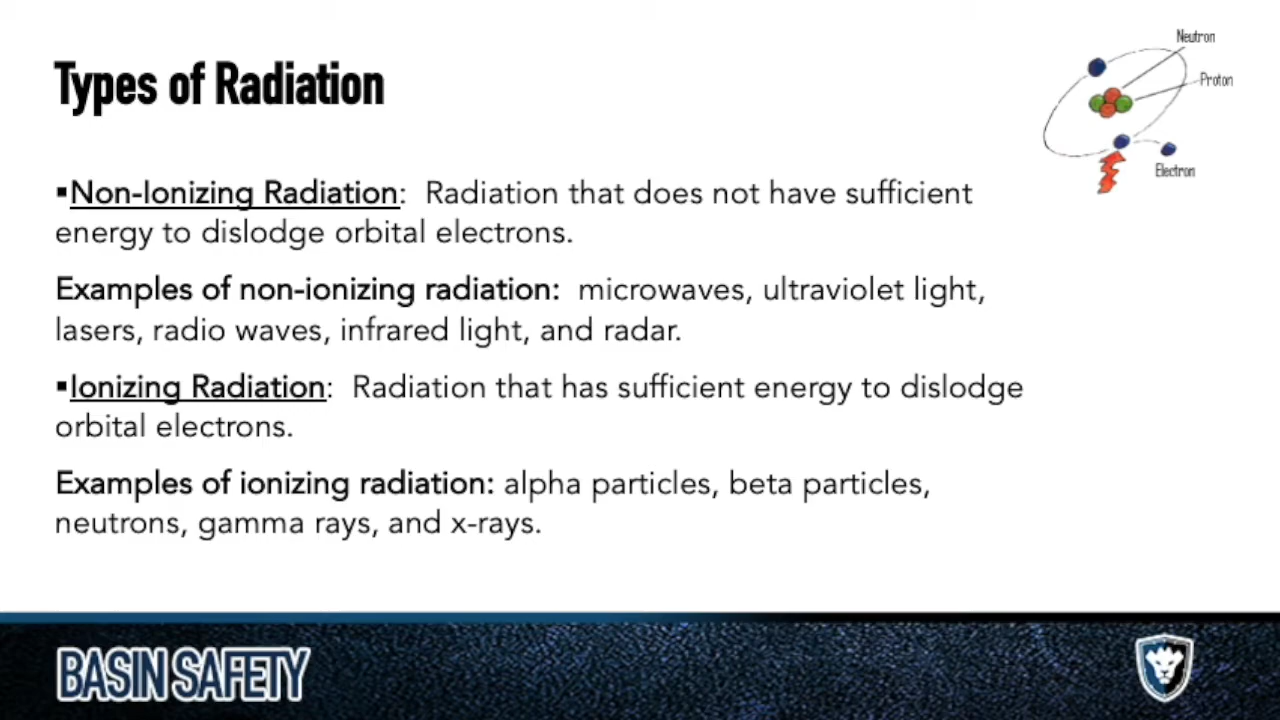 Types of Radiation
Neutron
Proton
Electron
▪Non-Ionizing Radiation: Radiation that does not have sufficient
energy to dislodge orbital electrons.
Examples of non-ionizing radiation: microwaves, ultraviolet light,
lasers, radio waves, infrared light, and radar.
▪Ionizing Radiation: Radiation that has sufficient energy to dislodge
orbital electrons.
Examples of ionizing radiation: alpha particles, beta particles,
neutrons, gamma rays, and x-rays.
BASIN SAFETY